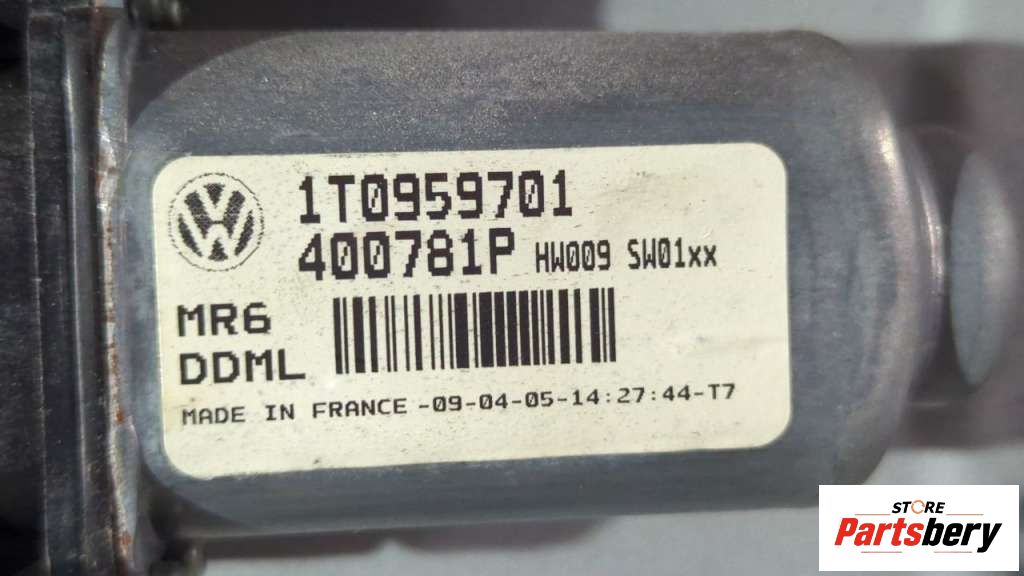 1T0959701
400781P HW009 SW01xx
MR6
DDML
MADE IN FRANCE -09-04-05-14:27:44-T7
STORE
Partsbery